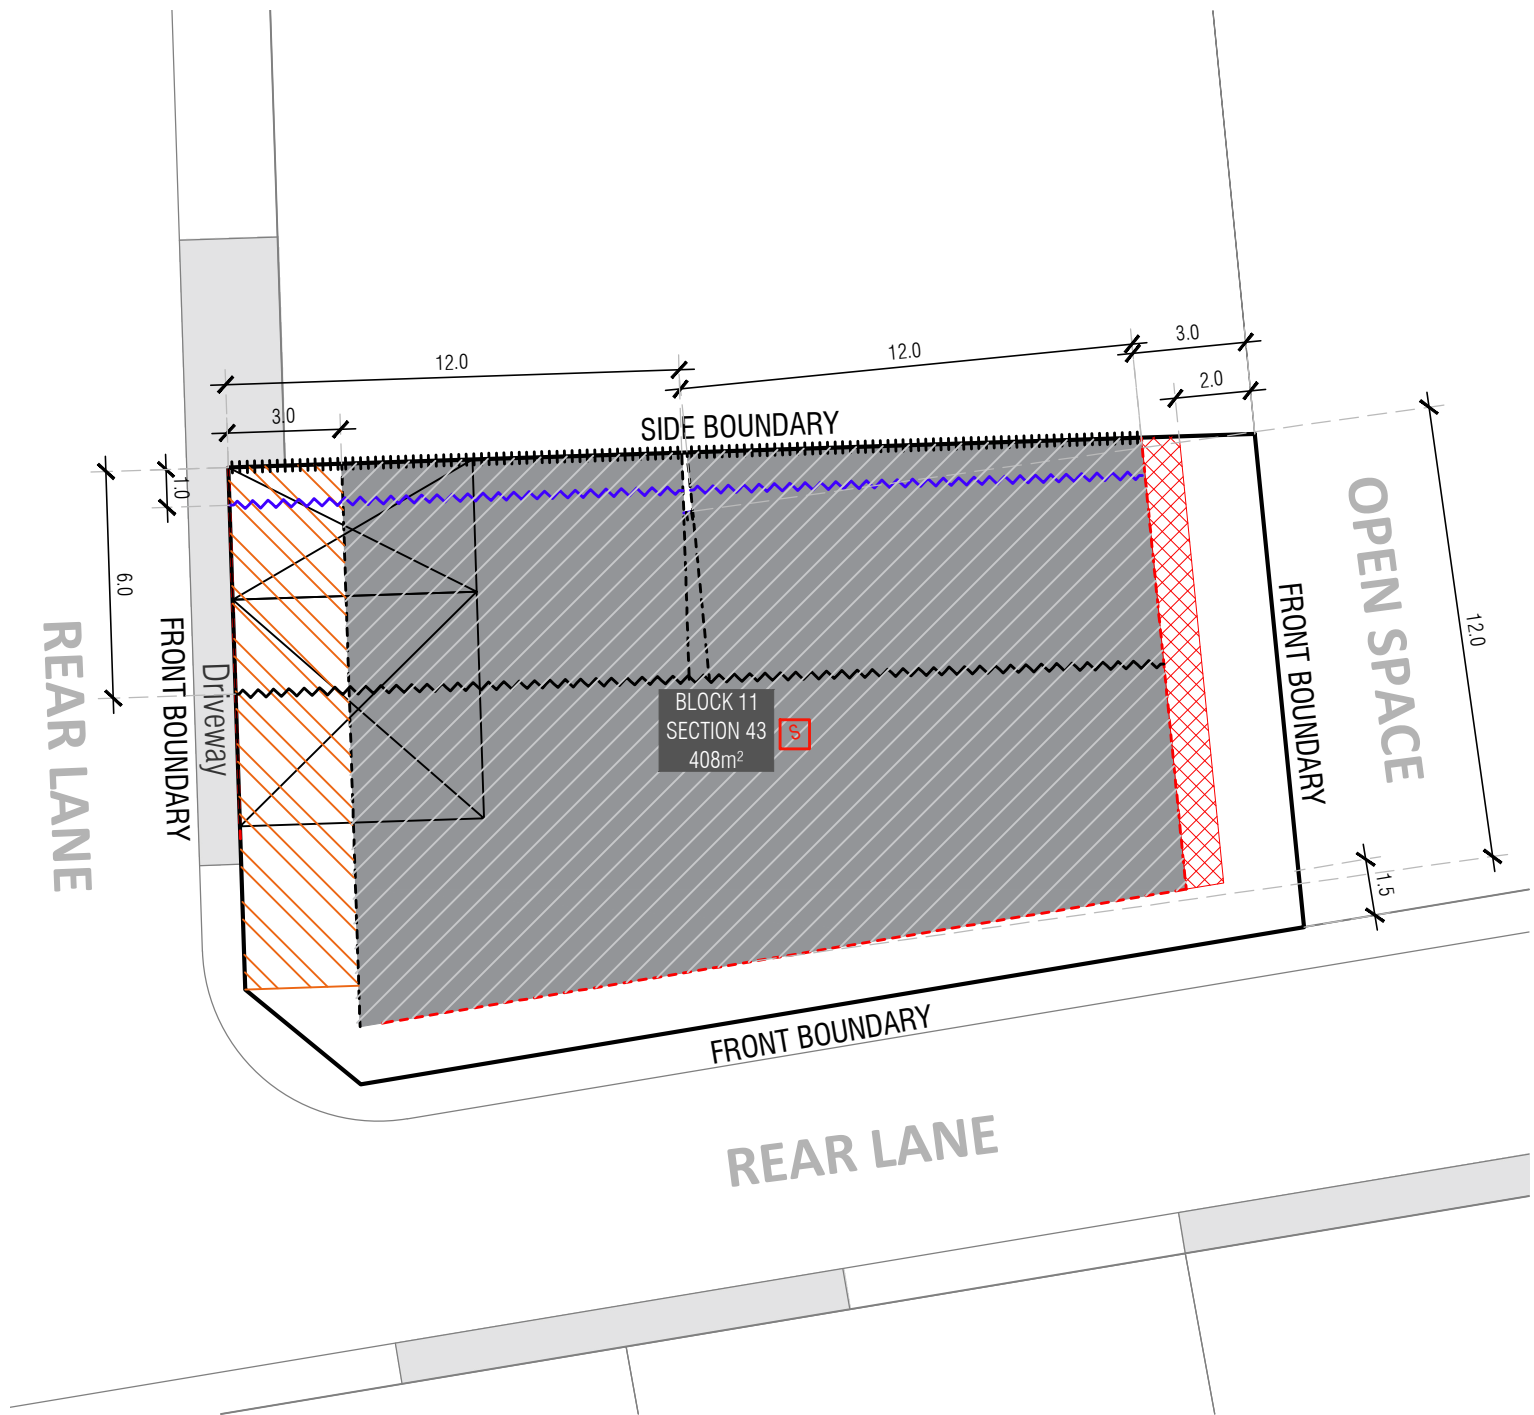 12.0
12.0
3.0
2.0
3.0
SIDE BOUNDARY
1.0
6.0
12.0
1.5
REAR LANE
FRONT BOUNDARY
Driveway
BLOCK 11
SECTION 43
408m²
S
FRONT BOUNDARY
OPEN SPACE
FRONT BOUNDARY
REAR LANE